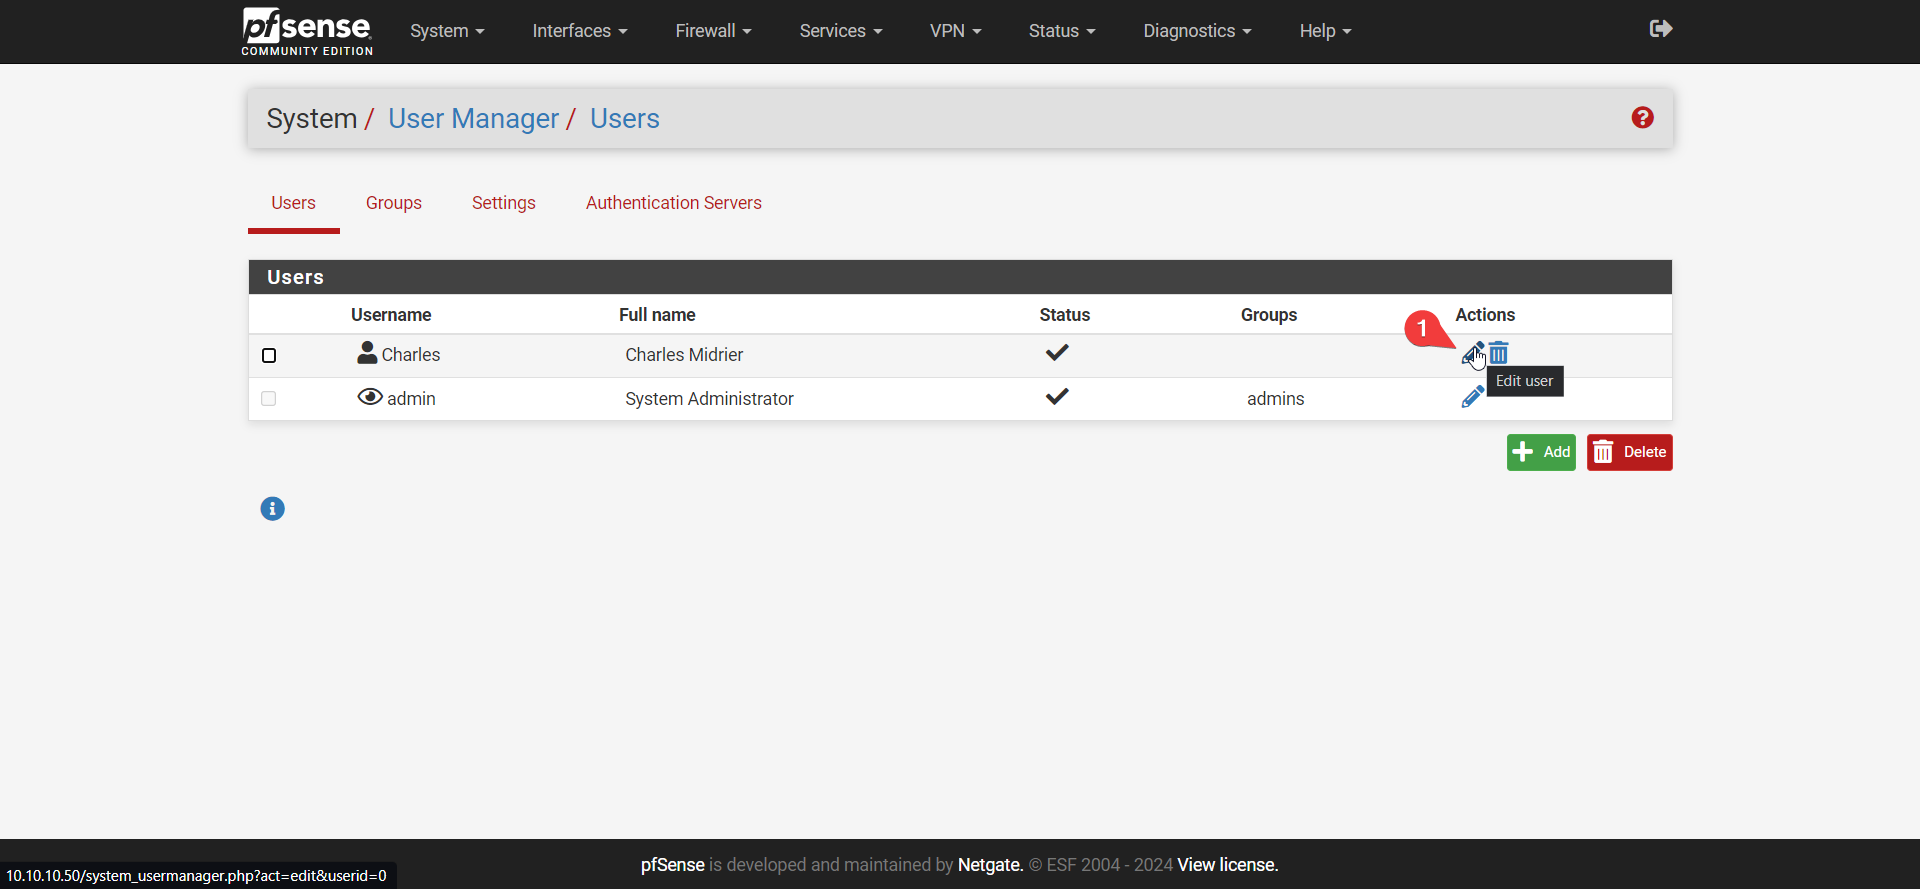 pfsense
COMMUNITY EDITION
System Interfaces Firewall Services VPN Status Diagnostics Help
System / User Manager / Users
?
Users Groups Settings Authentication Servers
Users
Username Full name Status Groups Actions
1
Charles Charles Midrier
Edit user
admin System Administrator admins
Add Delete
i
pfSense is developed and maintained by Netgate. © ESF 2004 - 2024 View license.
10.10.10.50/system_usermanager.php?act=edit&userid=0